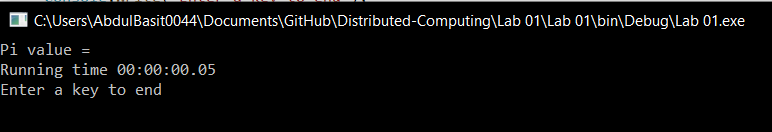 C:\Users\AbdulBasit0044\Documents\GitHub\Distributed-Computing\Lab 01\Lab 01\bin\Debug\Lab 01.exe
Pi value =
Running time 00:00:00.05
Enter a key to end